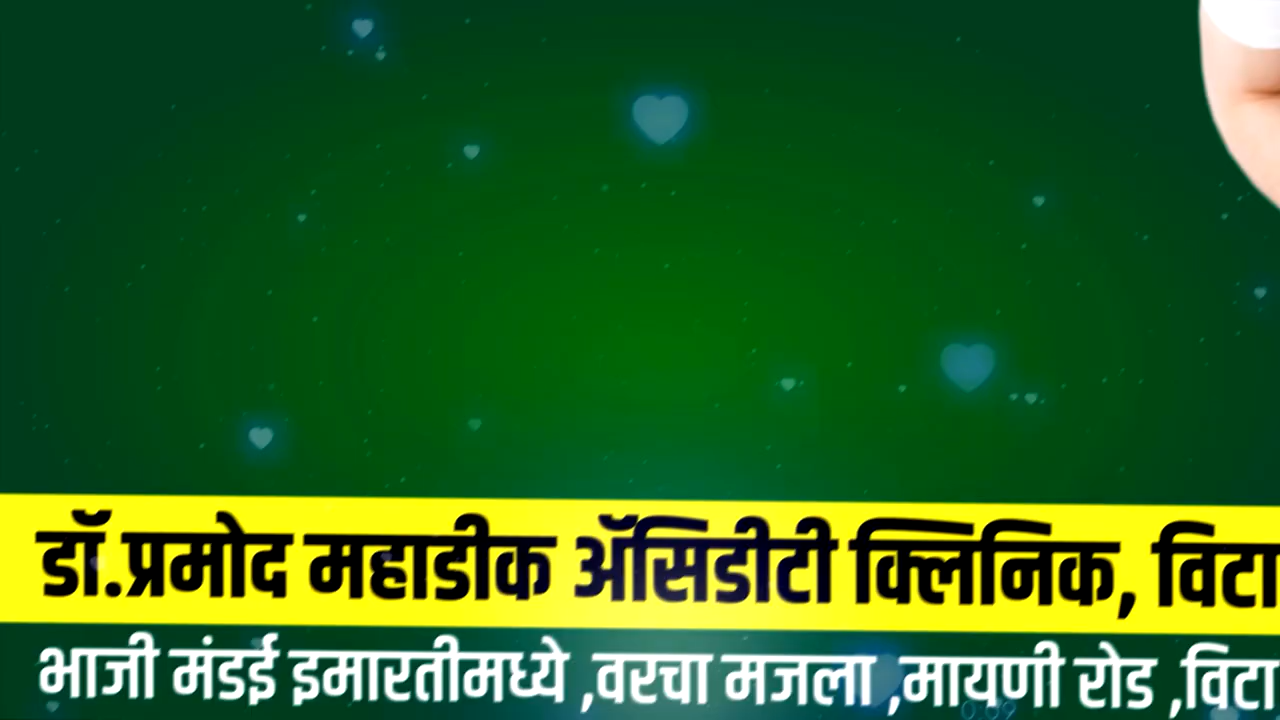 डॉ.प्रमोद महाडीक ॲसिडीटी क्लिनिक, विटा
भाजी मंडई इमारतीमध्ये ,वरचा मजला ,मायणी रोड ,विटा